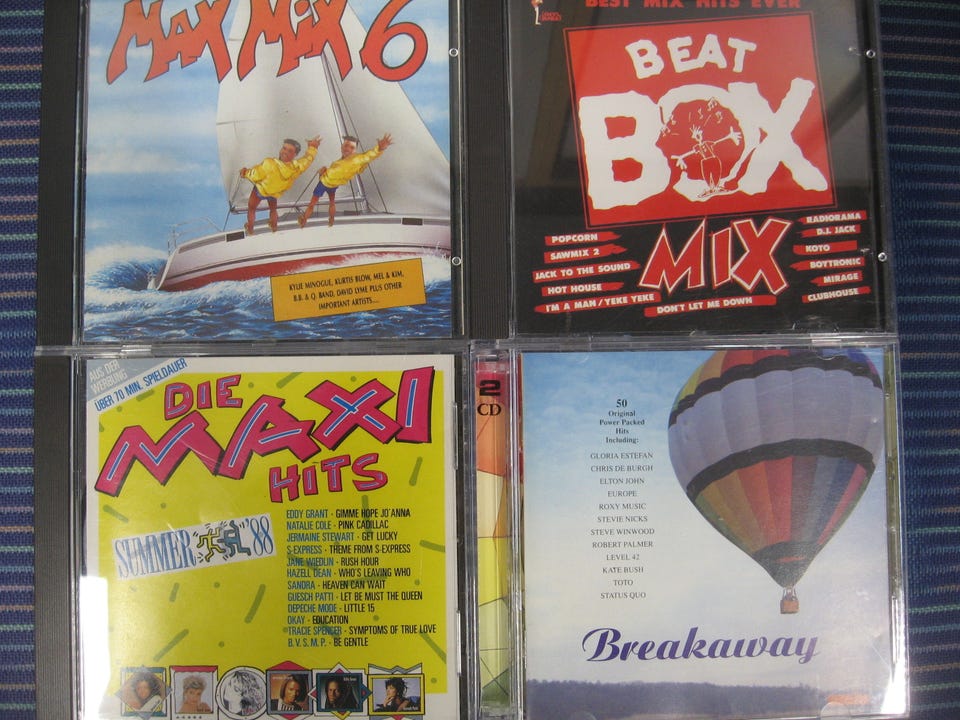 MAX MIX 6
KYLIE MINOGUE, KURTIS BLOW, MEL & KIM,
B.B. & Q. BAND, DAVID LYME PLUS OTHER
IMPORTANT ARTISTS....
BEST MIX HITS EVER
BEAT
BOX
MIX
POPCORN
SAWMIX 2
JACK TO THE SOUND
HOT HOUSE
I'M A MAN / YEKE YEKE
DON'T LET ME DOWN
RADIORAMA
D.J. JACK
KOTO
BOYTRONIC
MIRAGE
CLUBHOUSE
AUS DER
WERBUNG
ÜBER 70 MIN. SPIELDAUER
DIE
MAXI
HITS
SUMMER '88
EDDY GRANT · GIMME HOPE JO'ANNA
NATALIE COLE · PINK CADILLAC
JERMAINE STEWART · GET LUCKY
S-EXPRESS · THEME FROM S-EXPRESS
JANE WIEDLIN · RUSH HOUR
HAZELL DEAN · WHO'S LEAVING WHO
SANDRA · HEAVEN CAN WAIT
GUESCH PATTI · LET BE MUST THE QUEEN
DEPECHE MODE · LITTLE 15
OKAY · EDUCATION
TRACIE SPENCER · SYMPTOMS OF TRUE LOVE
B.V.S.M.P. · BE GENTLE
2
CD
50
Original
Power Packed
Hits
Including:
GLORIA ESTEFAN
CHRIS DE BURGH
ELTON JOHN
EUROPE
ROXY MUSIC
STEVIE NICKS
STEVE WINWOOD
ROBERT PALMER
LEVEL 42
KATE BUSH
TOTO
STATUS QUO
Breakaway